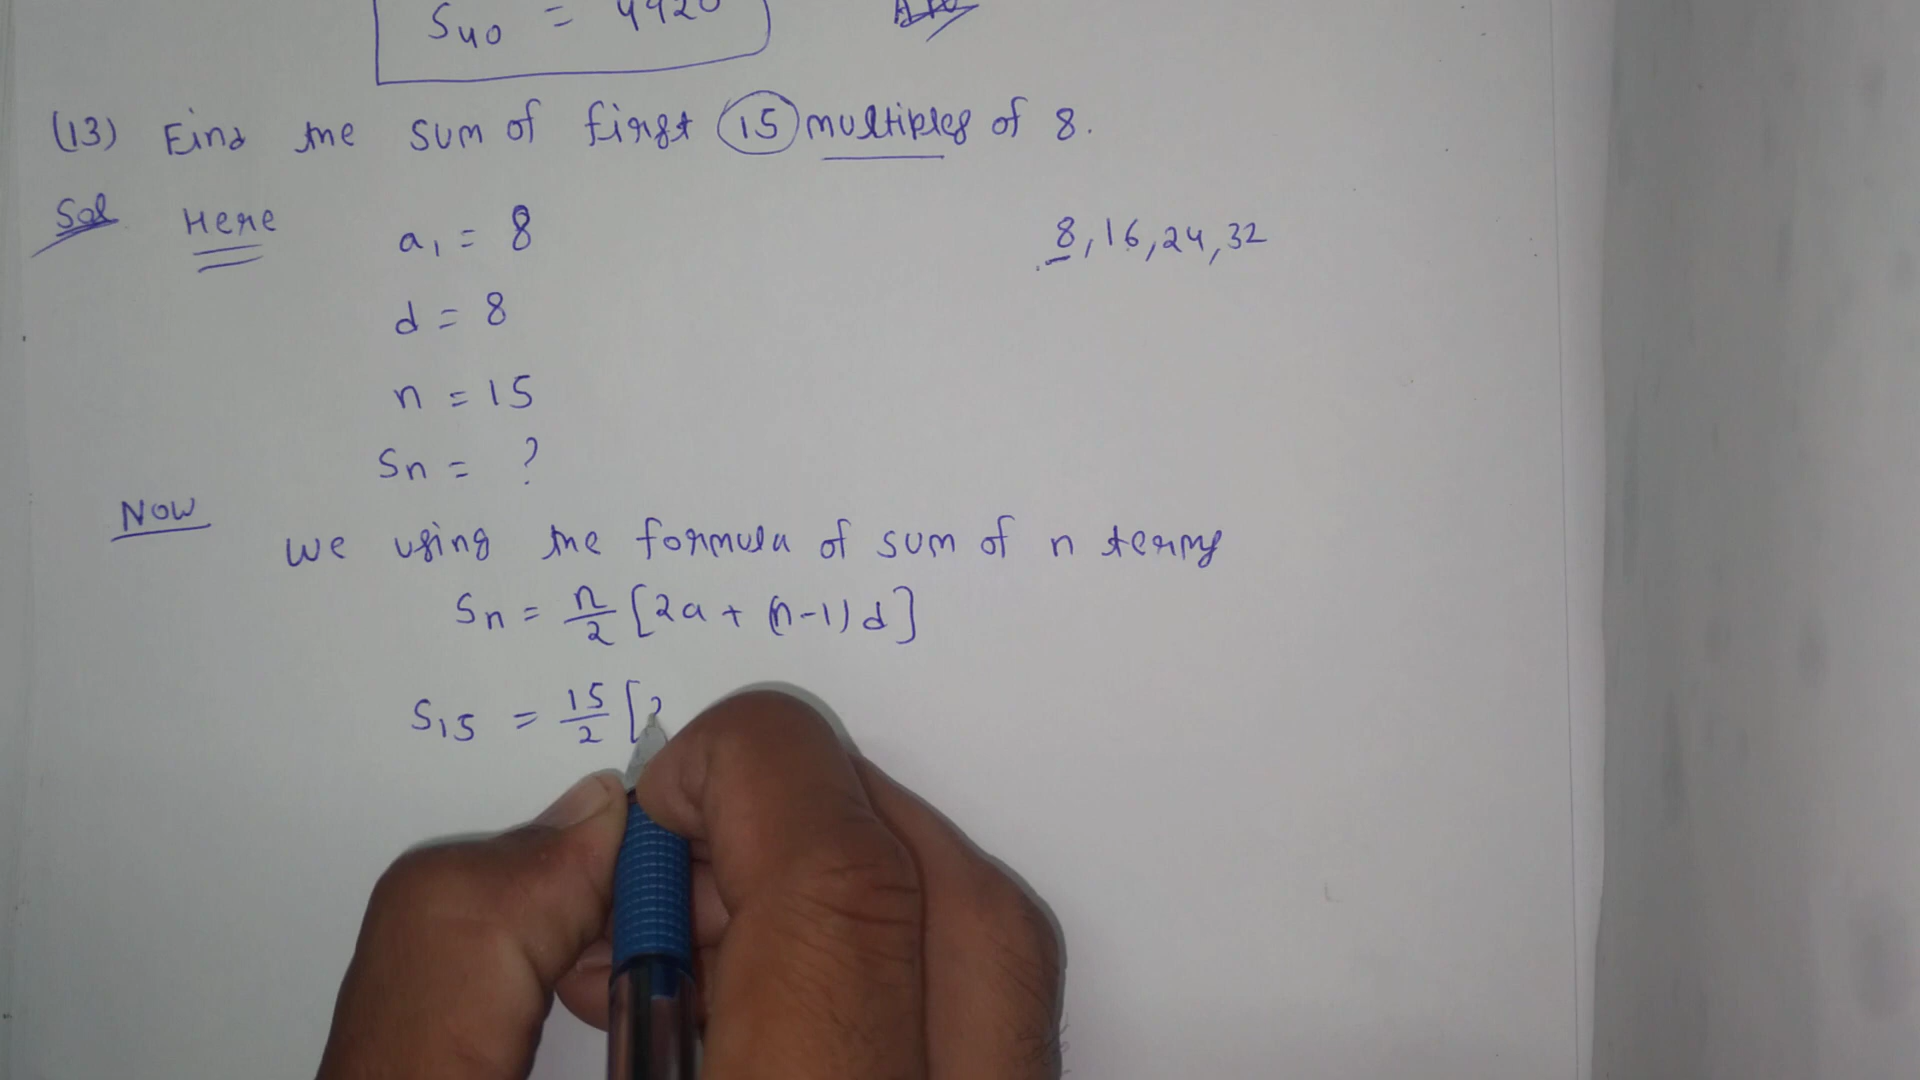 S40 = 4920
(13) Find the sum of first 15 multiples of 8.
Sol Here a1 = 8 8, 16, 24, 32
d = 8
n = 15
Sn = ?
Now
we using the formula of sum of n terms
Sn = n/2 [2a + (n-1) d]
S15 = 15/2 [2